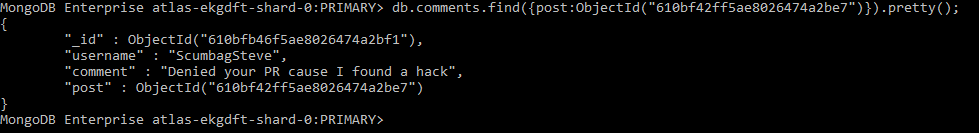 MongoDB Enterprise atlas-ekgdft-shard-0:PRIMARY> db.comments.find({post:ObjectId("610bf42ff5ae8026474a2be7")}).pretty();
{
        "_id" : ObjectId("610bfb46f5ae8026474a2bf1"),
        "username" : "ScumbagSteve",
        "comment" : "Denied your PR cause I found a hack",
        "post" : ObjectId("610bf42ff5ae8026474a2be7")
}
MongoDB Enterprise atlas-ekgdft-shard-0:PRIMARY>